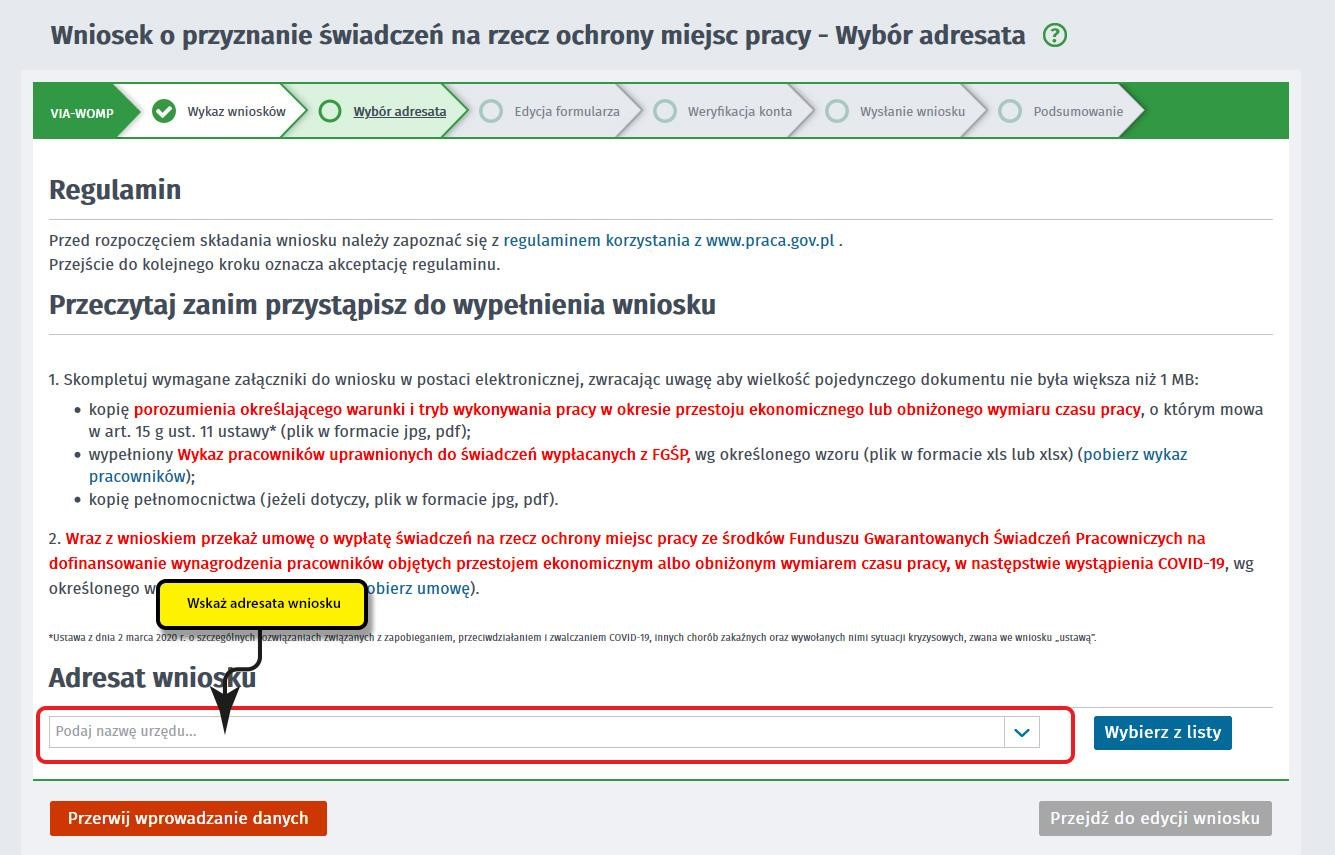 Wniosek o przyznanie świadczeń na rzecz ochrony miejsc pracy - Wybór adresata ?
VIA-WOMP Wykaz wniosków Wybór adresata Edycja formularza Weryfikacja konta Wysłanie wniosku Podsumowanie
Regulamin
Przed rozpoczęciem składania wniosku należy zapoznać się z regulaminem korzystania z www.praca.gov.pl .
Przejście do kolejnego kroku oznacza akceptację regulaminu.
Przeczytaj zanim przystąpisz do wypełnienia wniosku
1. Skompletuj wymagane załączniki do wniosku w postaci elektronicznej, zwracając uwagę aby wielkość pojedynczego dokumentu nie była większa niż 1 MB:
• kopię porozumienia określającego warunki i tryb wykonywania pracy w okresie przestoju ekonomicznego lub obniżonego wymiaru czasu pracy, o którym mowa
w art. 15 g ust. 11 ustawy* (plik w formacie jpg, pdf);
• wypełniony Wykaz pracowników uprawnionych do świadczeń wypłacanych z FGŚP, wg określonego wzoru (plik w formacie xls lub xlsx) (pobierz wykaz
pracowników);
• kopię pełnomocnictwa (jeżeli dotyczy, plik w formacie jpg, pdf).
2. Wraz z wnioskiem przekaż umowę o wypłatę świadczeń na rzecz ochrony miejsc pracy ze środków Funduszu Gwarantowanych Świadczeń Pracowniczych na
dofinansowanie wynagrodzenia pracowników objętych przestojem ekonomicznym albo obniżonym wymiarem czasu pracy, w następstwie wystąpienia COVID-19, wg
określonego w obierz umowę).
Wskaż adresata wniosku
*Ustawa z dnia 2 marca 2020 r. o szczególnych rozwiązaniach związanych z zapobieganiem, przeciwdziałaniem i zwalczaniem COVID-19, innych chorób zakaźnych oraz wywołanych nimi sytuacji kryzysowych, zwana we wniosku „ustawą”.
Adresat wniosku
Podaj nazwę urzędu... Wybierz z listy
Przerwij wprowadzanie danych Przejdź do edycji wniosku